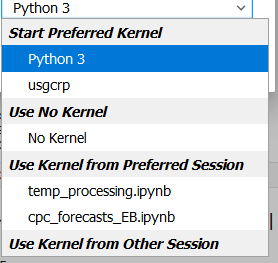 Python 3
Start Preferred Kernel
Python 3
usgcrp
Use No Kernel
No Kernel
Use Kernel from Preferred Session
temp_processing.ipynb
cpc_forecasts_EB.ipynb
Use Kernel from Other Session